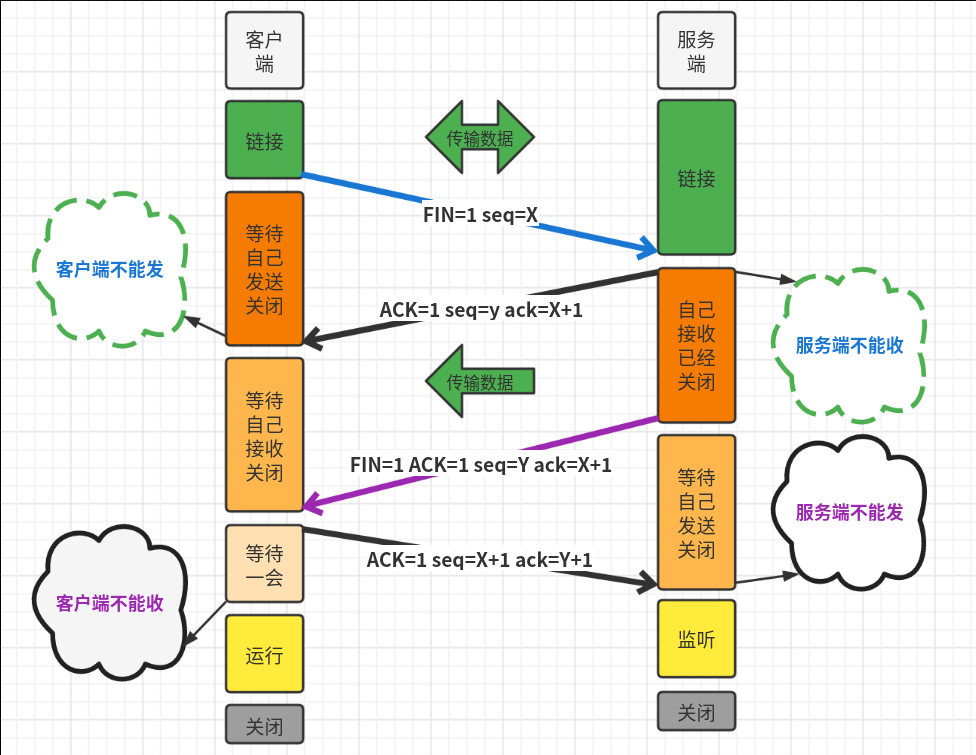 客户
端
服务
端
链接
传输数据
链接
FIN=1 seq=X
等待
自己
发送
关闭
客户端不能发
ACK=1 seq=y ack=X+1
自己
接收
已经
关闭
服务端不能收
传输数据
等待
自己
接收
关闭
FIN=1 ACK=1 seq=Y ack=X+1
等待
自己
发送
关闭
服务端不能发
等待
一会
ACK=1 seq=X+1 ack=Y+1
客户端不能收
运行
监听
关闭
关闭